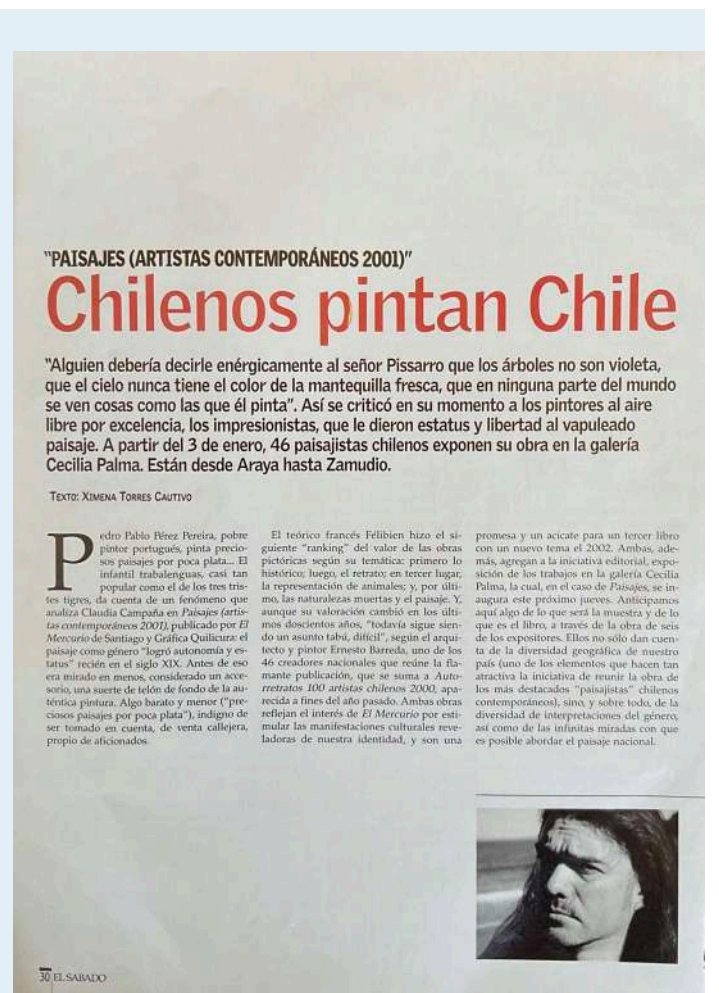 "PAISAJES (ARTISTAS CONTEMPORÁNEOS 2001)"
Chilenos pintan Chile
"Alguien debería decirle enérgicamente al señor Pissarro que los árboles no son violeta,
que el cielo nunca tiene el color de la mantequilla fresca, que en ninguna parte del mundo
se ven cosas como las que él pinta". Así se criticó en su momento a los pintores al aire
libre por excelencia, los impresionistas, que le dieron estatus y libertad al vapuleado
paisaje. A partir del 3 de enero, 46 paisajistas chilenos exponen su obra en la galería
Cecilia Palma. Están desde Araya hasta Zamudio.
TEXTO: XIMENA TORRES CAUTIVO
Pedro Pablo Pérez Pereira, pobre
pintor portugués, pinta precio-
sos paisajes por poca plata... El
infantil trabalenguas, casi tan
popular como el de los tres tris-
tes tigres, da cuenta de un fenómeno que
analiza Claudia Campaña en Paisajes (artis-
tas contemporáneos 2001), publicado por El
Mercurio de Santiago y Gráfica Quilicura: el
paisaje como género "logró autonomía y es-
tatus" recién en el siglo XIX. Antes de eso
era mirado en menos, considerado un acce-
sorio, una suerte de telón de fondo de la au-
téntica pintura. Algo barato y menor ("pre-
ciosos paisajes por poca plata"), indigno de
ser tomado en cuenta, de venta callejera,
propio de aficionados.
El teórico francés Félibien hizo el si-
guiente "ranking" del valor de las obras
pictóricas según su temática: primero lo
histórico; luego, el retrato; en tercer lugar,
la representación de animales; y, por últi-
mo, las naturalezas muertas y el paisaje. Y,
aunque su valoración cambió en los últi-
mos doscientos años, "todavía sigue sien-
do un asunto tabú, difícil", según el arqui-
tecto y pintor Ernesto Barreda, uno de los
46 creadores nacionales que reúne la fla-
mante publicación, que se suma a Auto-
rretratos 100 artistas chilenos 2000, apa-
recida a fines del año pasado. Ambas obras
reflejan el interés de El Mercurio por esti-
mular las manifestaciones culturales reve-
ladoras de nuestra identidad, y son una
promesa y un acicate para un tercer libro
con un nuevo tema el 2002. Ambas, ade-
más, agregan a la iniciativa editorial, expo-
sición de los trabajos en la galería Cecilia
Palma, la cual, en el caso de Paisajes, se in-
augura este próximo jueves. Anticipamos
aquí algo de lo que será la muestra y de lo
que es el libro, a través de la obra de seis
de los expositores. Ellos no sólo dan cuen-
ta de la diversidad geográfica de nuestro
país (uno de los elementos que hacen tan
atractiva la iniciativa de reunir la obra de
los más destacados "paisajistas" chilenos
contemporáneos), sino, y sobre todo, de la
diversidad de interpretaciones del género,
así como de las infinitas miradas con que
es posible abordar el paisaje nacional.
30 EL SABADO